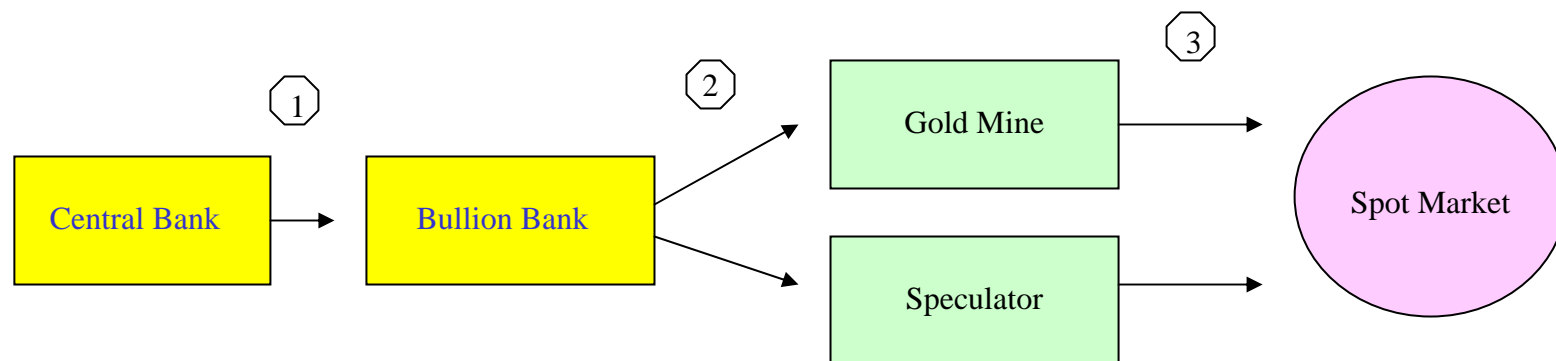 1
2
3
Central Bank
Bullion Bank
Gold Mine
Speculator
Spot Market